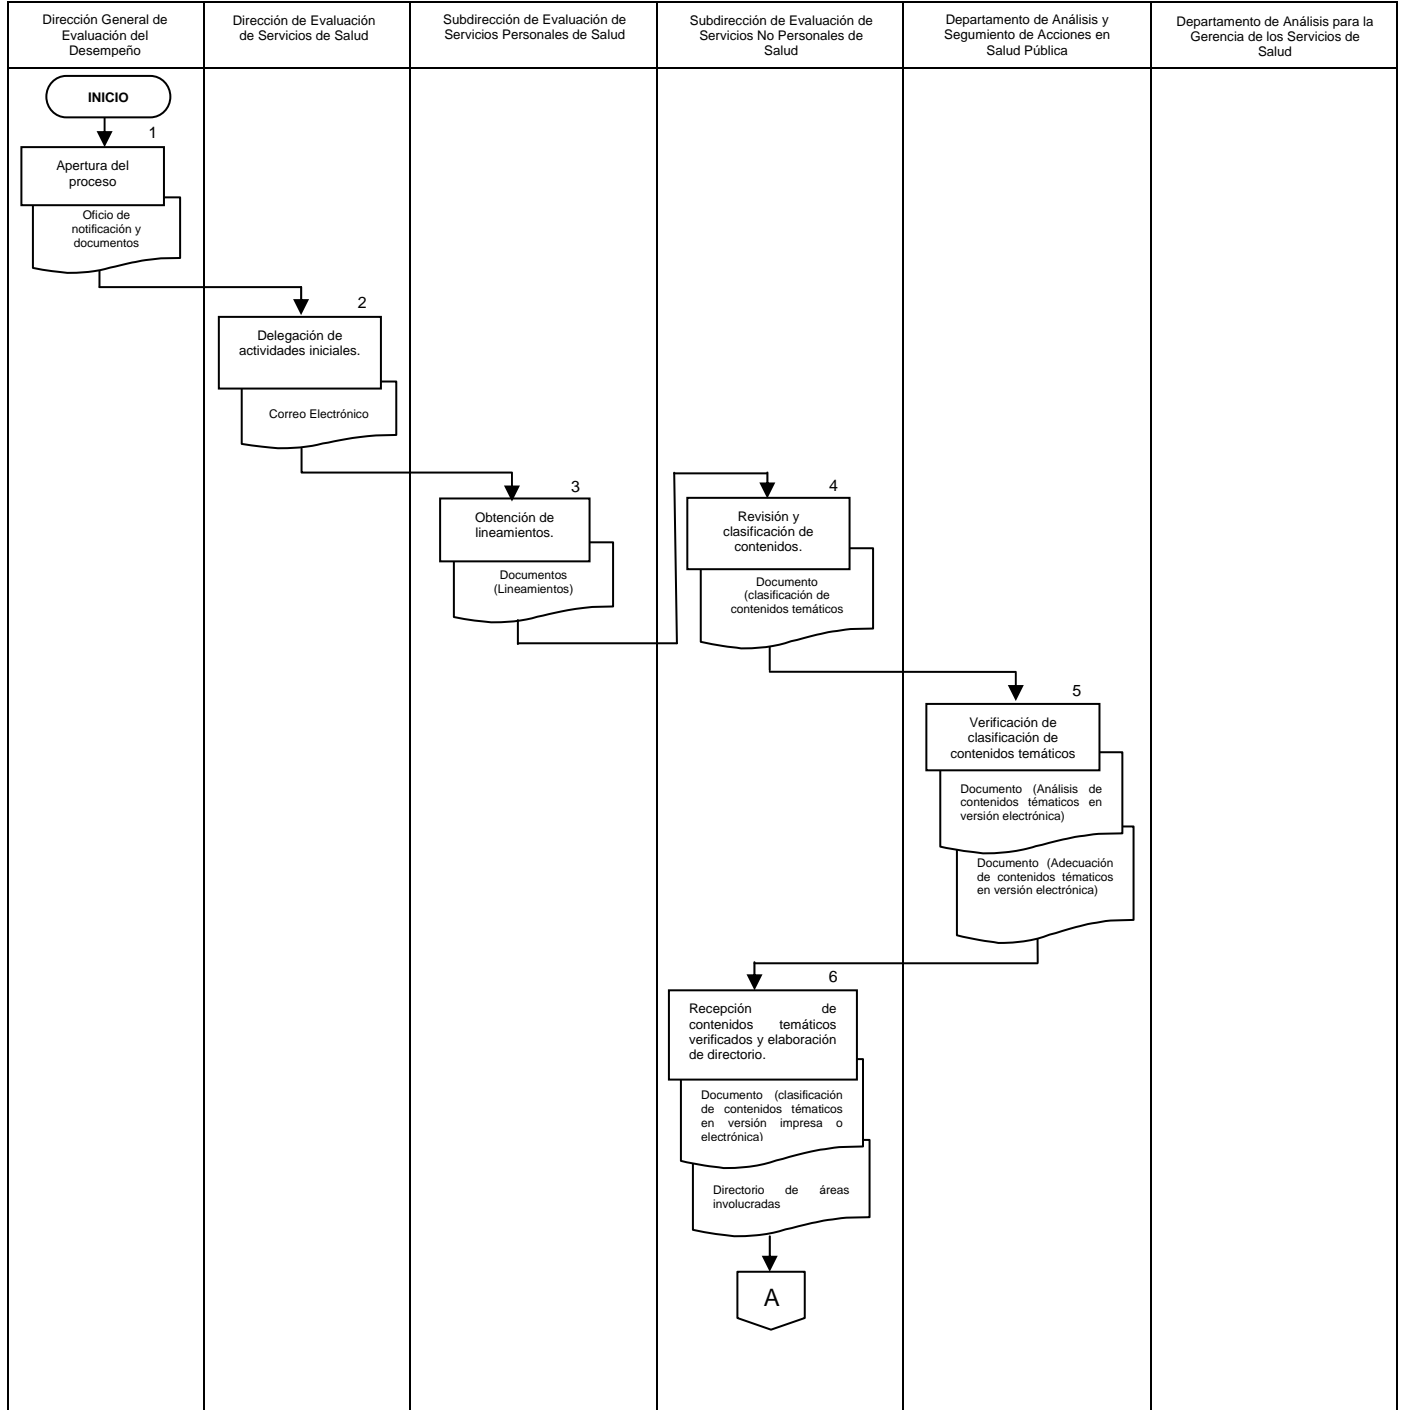 Dirección General de
Evaluación del
Desempeño
Dirección de Evaluación
de Servicios de Salud
Subdirección de Evaluación de
Servicios Personales de Salud
Subdirección de Evaluación de
Servicios No Personales de
Salud
Departamento de Análisis y
Segumiento de Acciones en
Salud Pública
Departamento de Análisis para la
Gerencia de los Servicios de
Salud
INICIO
1
Apertura del
proceso
Oficio de
notificación y
documentos
2
Delegación de
actividades iniciales.
Correo Electrónico
3
Obtención de
lineamientos.
Documentos
(Lineamientos)
4
Revisión y
clasificación de
contenidos.
Documento
(clasificación de
contenidos temáticos
5
Verificación de
clasificación de
contenidos temáticos
Documento (Análisis de
contenidos tématicos en
versión electrónica)
Documento (Adecuación
de contenidos tématicos
en versión electrónica)
6
Recepción de
contenidos temáticos
verificados y elaboración
de directorio.
Documento (clasificación
de contenidos tématicos
en versión impresa o
electrónica)
Directorio de áreas
involucradas
A